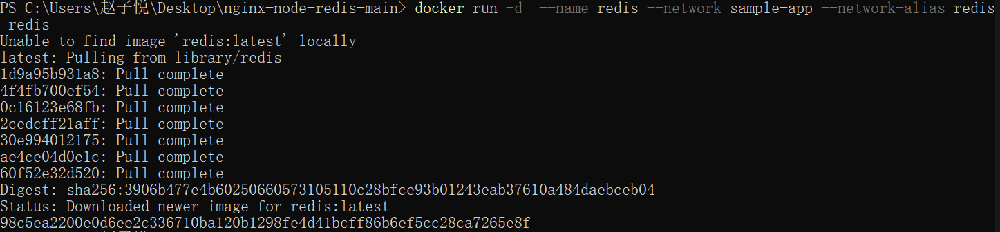 PS C:\Users\赵子悦\Desktop\nginx-node-redis-main> docker run -d  --name redis --network sample-app --network-alias redis
 redis
Unable to find image 'redis:latest' locally
latest: Pulling from library/redis
1d9a95b931a8: Pull complete
4f4fb700ef54: Pull complete
0c16123e68fb: Pull complete
2cedcff21aff: Pull complete
30e994012175: Pull complete
ae4ce04d0e1c: Pull complete
60f52e32d520: Pull complete
Digest: sha256:3906b477e4b60250660573105110c28bfce93b01243eab37610a484daebceb04
Status: Downloaded newer image for redis:latest
98c5ea2200e0d6ee2c336710ba120b1298fe4d41bcff86b6ef5cc28ca7265e8f